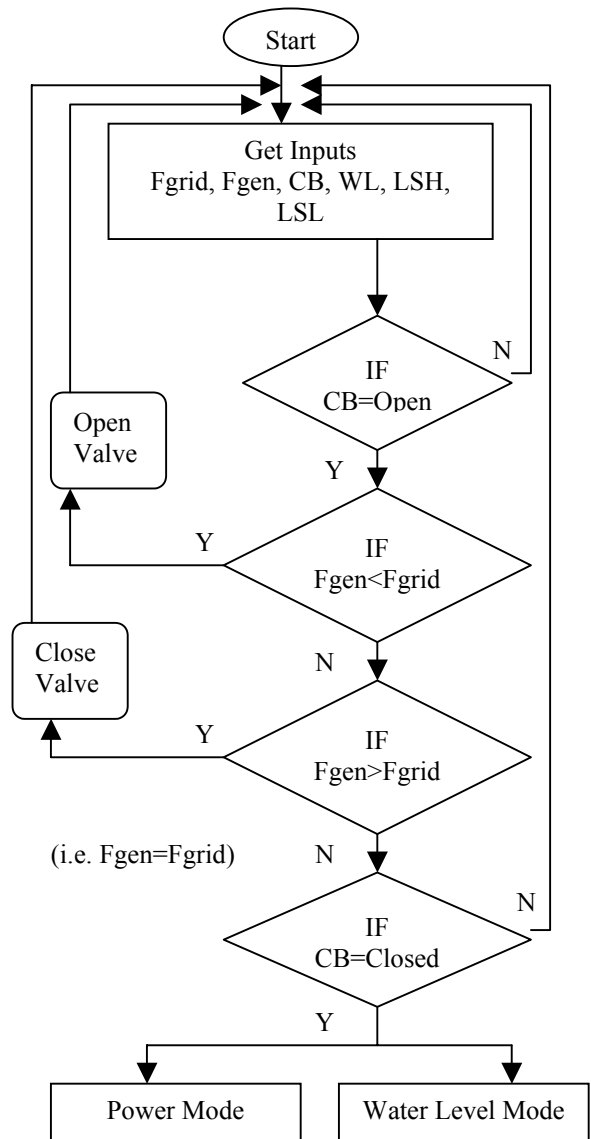 Start
Get Inputs
Fgrid, Fgen, CB, WL, LSH,
LSL
IF
CB=Open
N
Y
Open
Valve
Y
IF
Fgen<Fgrid
N
Close
Valve
Y
IF
Fgen>Fgrid
(i.e. Fgen=Fgrid)
N
IF
CB=Closed
N
Y
Power Mode
Water Level Mode